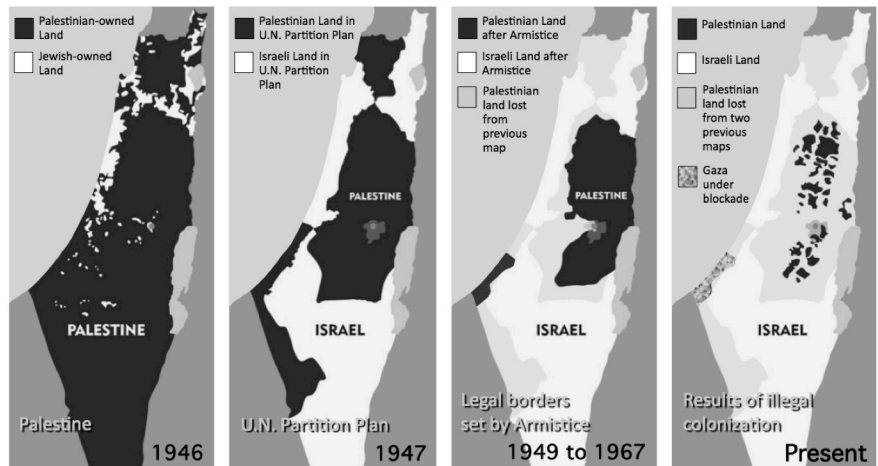 Palestinian-owned
Land
Jewish-owned
Land
PALESTINE
Palestine
1946
Palestinian Land in
U.N. Partition Plan
Israeli Land in
U.N. Partition
Plan
PALESTINE
ISRAEL
U.N. Partition Plan
1947
Palestinian Land
after Armistice
Israeli Land after
Armistice
Palestinian
land lost
from
previous
map
PALESTINE
ISRAEL
Legal borders
set by Armistice
1949 to 1967
Palestinian Land
Israeli Land
Palestinian
land lost
from two
previous
maps
Gaza
under
blockade
ISRAEL
Results of illegal
colonization
Present